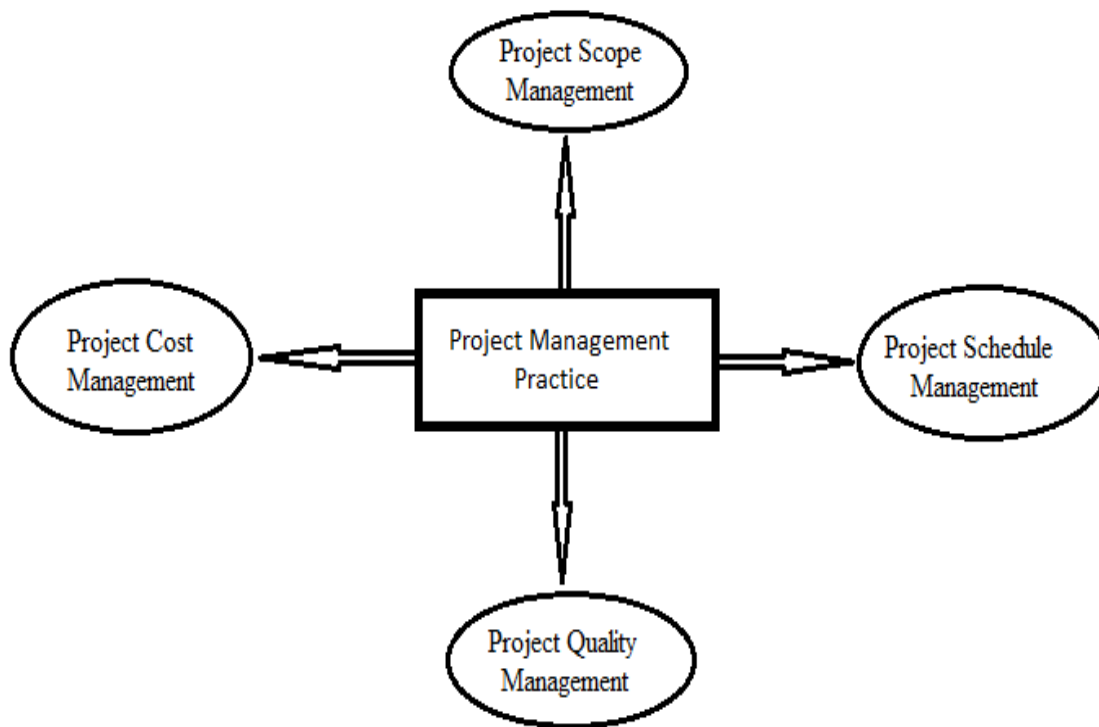 Project Scope
Management
Project Cost
Management
Project Management
Practice
Project Schedule
Management
Project Quality
Management